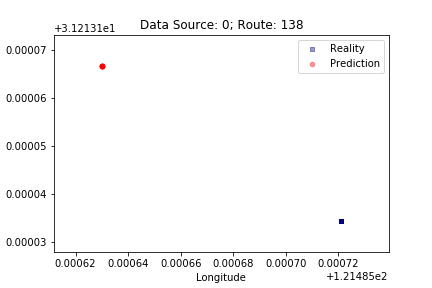 Data Source: 0; Route: 138
+3.12131e1
0.00007
0.00006
0.00005
0.00004
0.00003
Reality
Prediction
0.00062 0.00064 0.00066 0.00068 0.00070 0.00072
Longitude
+1.21485e2